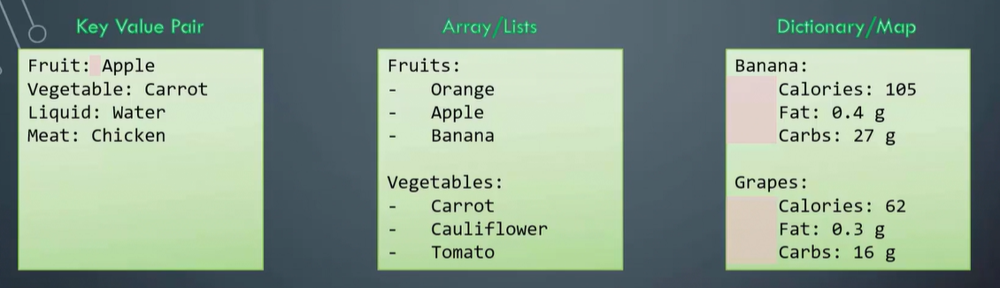 Key Value Pair
Fruit: Apple
Vegetable: Carrot
Liquid: Water
Meat: Chicken
Array/Lists
Fruits:
- Orange
- Apple
- Banana
Vegetables:
- Carrot
- Cauliflower
- Tomato
Dictionary/Map
Banana:
Calories: 105
Fat: 0.4 g
Carbs: 27 g
Grapes:
Calories: 62
Fat: 0.3 g
Carbs: 16 g